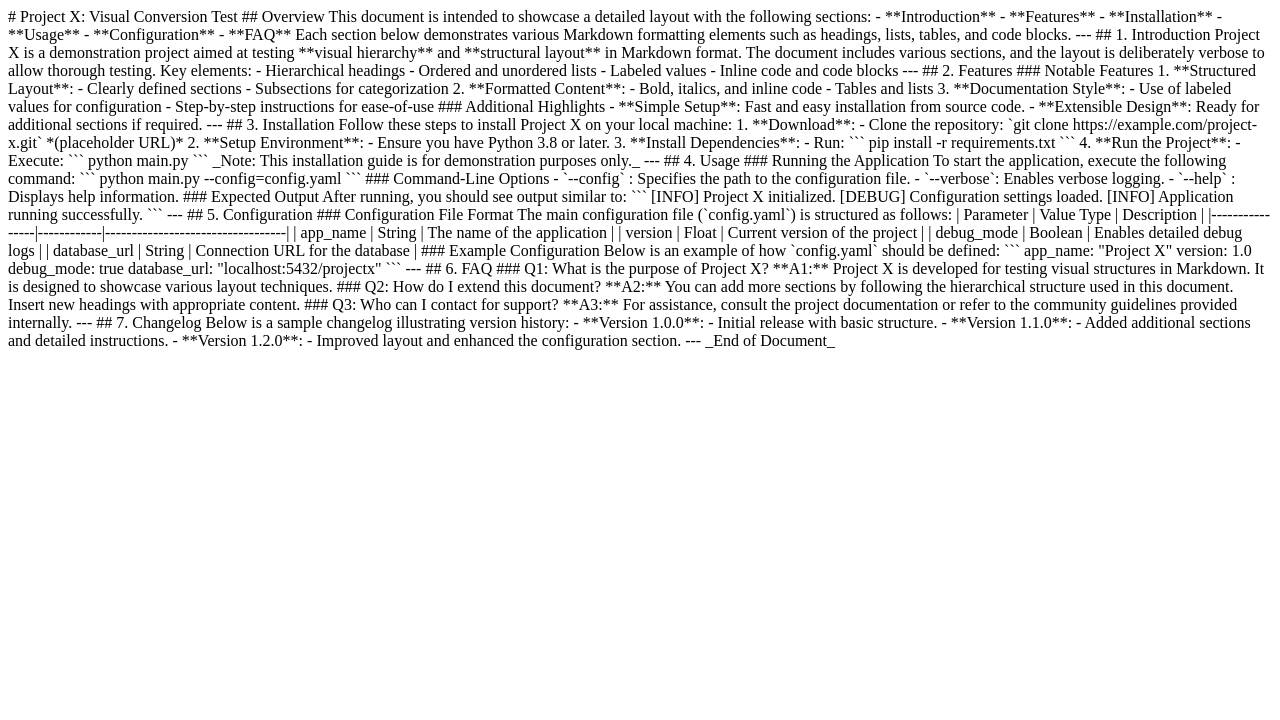 # Project X: Visual Conversion Test ## Overview This document is intended to showcase a detailed layout with the following sections: - **Introduction** - **Features** - **Installation** -
**Usage** - **Configuration** - **FAQ** Each section below demonstrates various Markdown formatting elements such as headings, lists, tables, and code blocks. --- ## 1. Introduction Project
X is a demonstration project aimed at testing **visual hierarchy** and **structural layout** in Markdown format. The document includes various sections, and the layout is deliberately verbose to
allow thorough testing. Key elements: - Hierarchical headings - Ordered and unordered lists - Labeled values - Inline code and code blocks --- ## 2. Features ### Notable Features 1. **Structured
Layout**: - Clearly defined sections - Subsections for categorization 2. **Formatted Content**: - Bold, italics, and inline code - Tables and lists 3. **Documentation Style**: - Use of labeled
values for configuration - Step-by-step instructions for ease-of-use ### Additional Highlights - **Simple Setup**: Fast and easy installation from source code. - **Extensible Design**: Ready for
additional sections if required. --- ## 3. Installation Follow these steps to install Project X on your local machine: 1. **Download**: - Clone the repository: `git clone https://example.com/project-
x.git` *(placeholder URL)* 2. **Setup Environment**: - Ensure you have Python 3.8 or later. 3. **Install Dependencies**: - Run: ``` pip install -r requirements.txt ``` 4. **Run the Project**: -
Execute: ``` python main.py ``` _Note: This installation guide is for demonstration purposes only._ --- ## 4. Usage ### Running the Application To start the application, execute the following
command: ``` python main.py --config=config.yaml ``` ### Command-Line Options - `--config` : Specifies the path to the configuration file. - `--verbose`: Enables verbose logging. - `--help` :
Displays help information. ### Expected Output After running, you should see output similar to: ``` [INFO] Project X initialized. [DEBUG] Configuration settings loaded. [INFO] Application
running successfully. ``` --- ## 5. Configuration ### Configuration File Format The main configuration file (`config.yaml`) is structured as follows: | Parameter | Value Type | Description | |-----------
-----|------------|----------------------------------| | app_name | String | The name of the application | | version | Float | Current version of the project | | debug_mode | Boolean | Enables detailed debug
logs | | database_url | String | Connection URL for the database | ### Example Configuration Below is an example of how `config.yaml` should be defined: ``` app_name: "Project X" version: 1.0
debug_mode: true database_url: "localhost:5432/projectx" ``` --- ## 6. FAQ ### Q1: What is the purpose of Project X? **A1:** Project X is developed for testing visual structures in Markdown. It
is designed to showcase various layout techniques. ### Q2: How do I extend this document? **A2:** You can add more sections by following the hierarchical structure used in this document.
Insert new headings with appropriate content. ### Q3: Who can I contact for support? **A3:** For assistance, consult the project documentation or refer to the community guidelines provided
internally. --- ## 7. Changelog Below is a sample changelog illustrating version history: - **Version 1.0.0**: - Initial release with basic structure. - **Version 1.1.0**: - Added additional sections
and detailed instructions. - **Version 1.2.0**: - Improved layout and enhanced the configuration section. --- _End of Document_